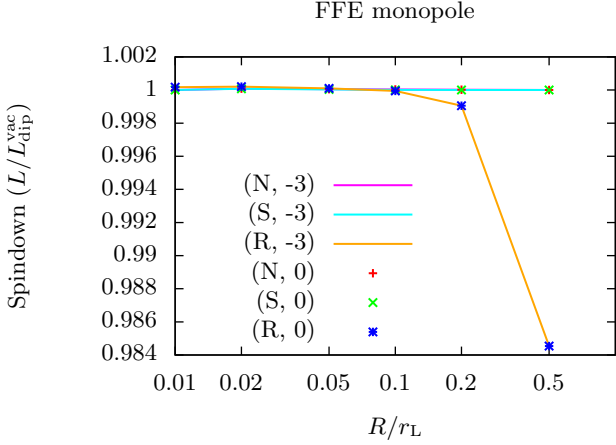 FFE monopole
Spindown (L/L_dip^vac)
1.002
1
0.998
0.996
0.994
0.992
0.99
0.988
0.986
0.984
(N, -3)
(S, -3)
(R, -3)
(N, 0)
(S, 0)
(R, 0)
0.01 0.02 0.05 0.1 0.2 0.5
R/r_L